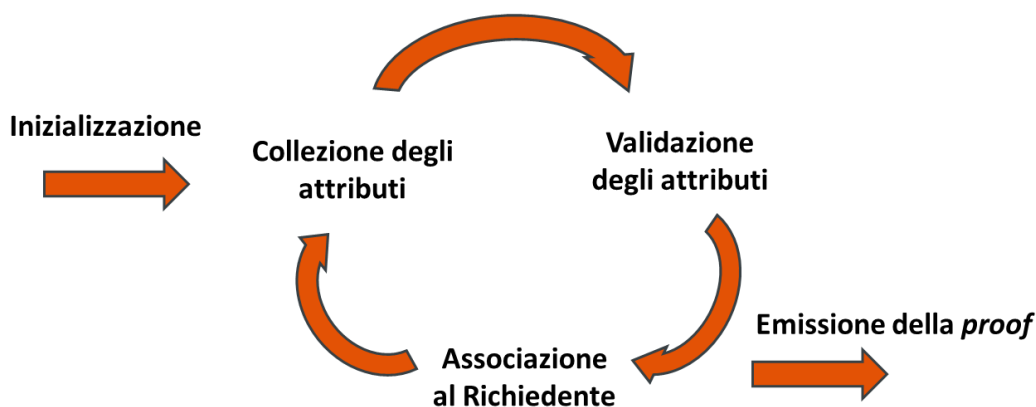 Inizializzazione
Collezione degli
attributi
Validazione
degli attributi
Emissione della proof
Associazione
al Richiedente